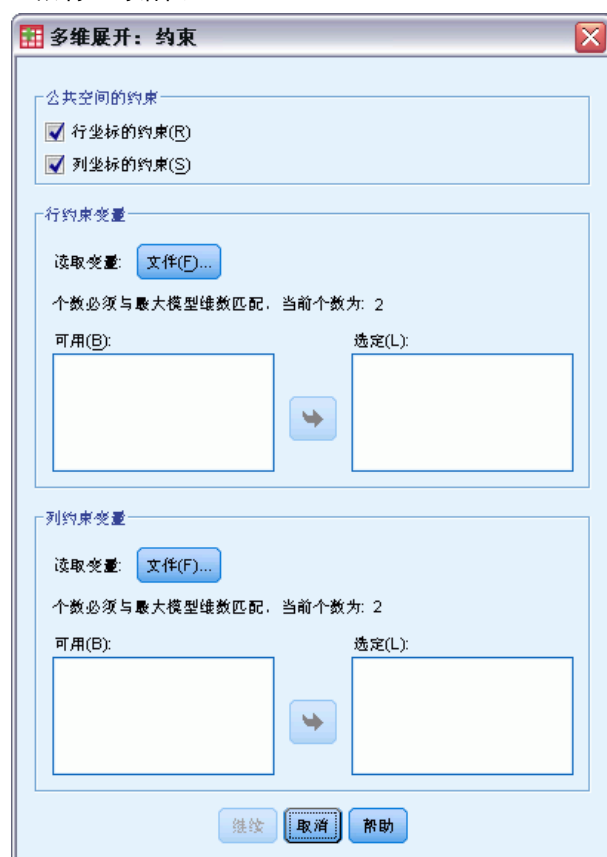 多维展开：约束
公共空间的约束
行坐标的约束(R)
列坐标的约束(S)
行约束变量
读取变量: 文件(F)...
个数必须与最大模型维数匹配，当前个数为: 2
可用(B): 选定(L):
列约束变量
读取变量: 文件(F)...
个数必须与最大模型维数匹配，当前个数为: 2
可用(B): 选定(L):
继续 取消 帮助